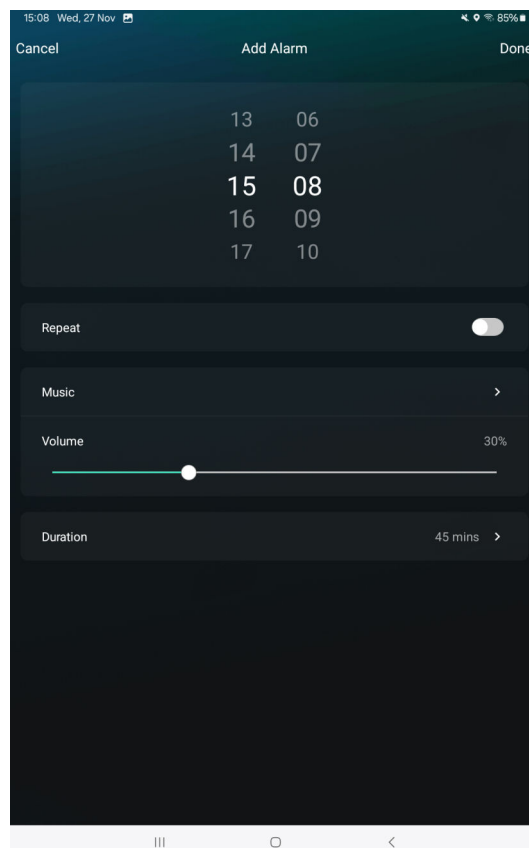 15:08 Wed, 27 Nov
85%
Cancel Add Alarm Done
13 06
14 07
15 08
16 09
17 10
Repeat
Music
Volume 30%
Duration 45 mins